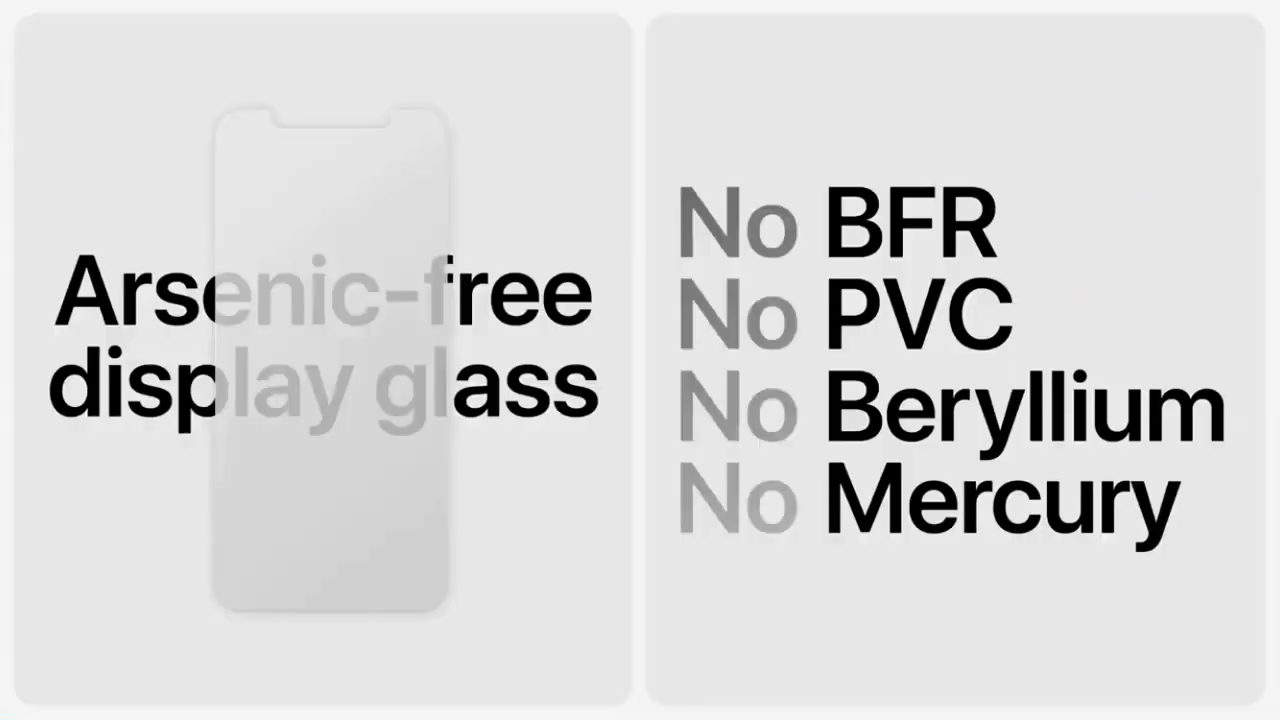 Arsenic-free
display glass
No BFR
No PVC
No Beryllium
No Mercury